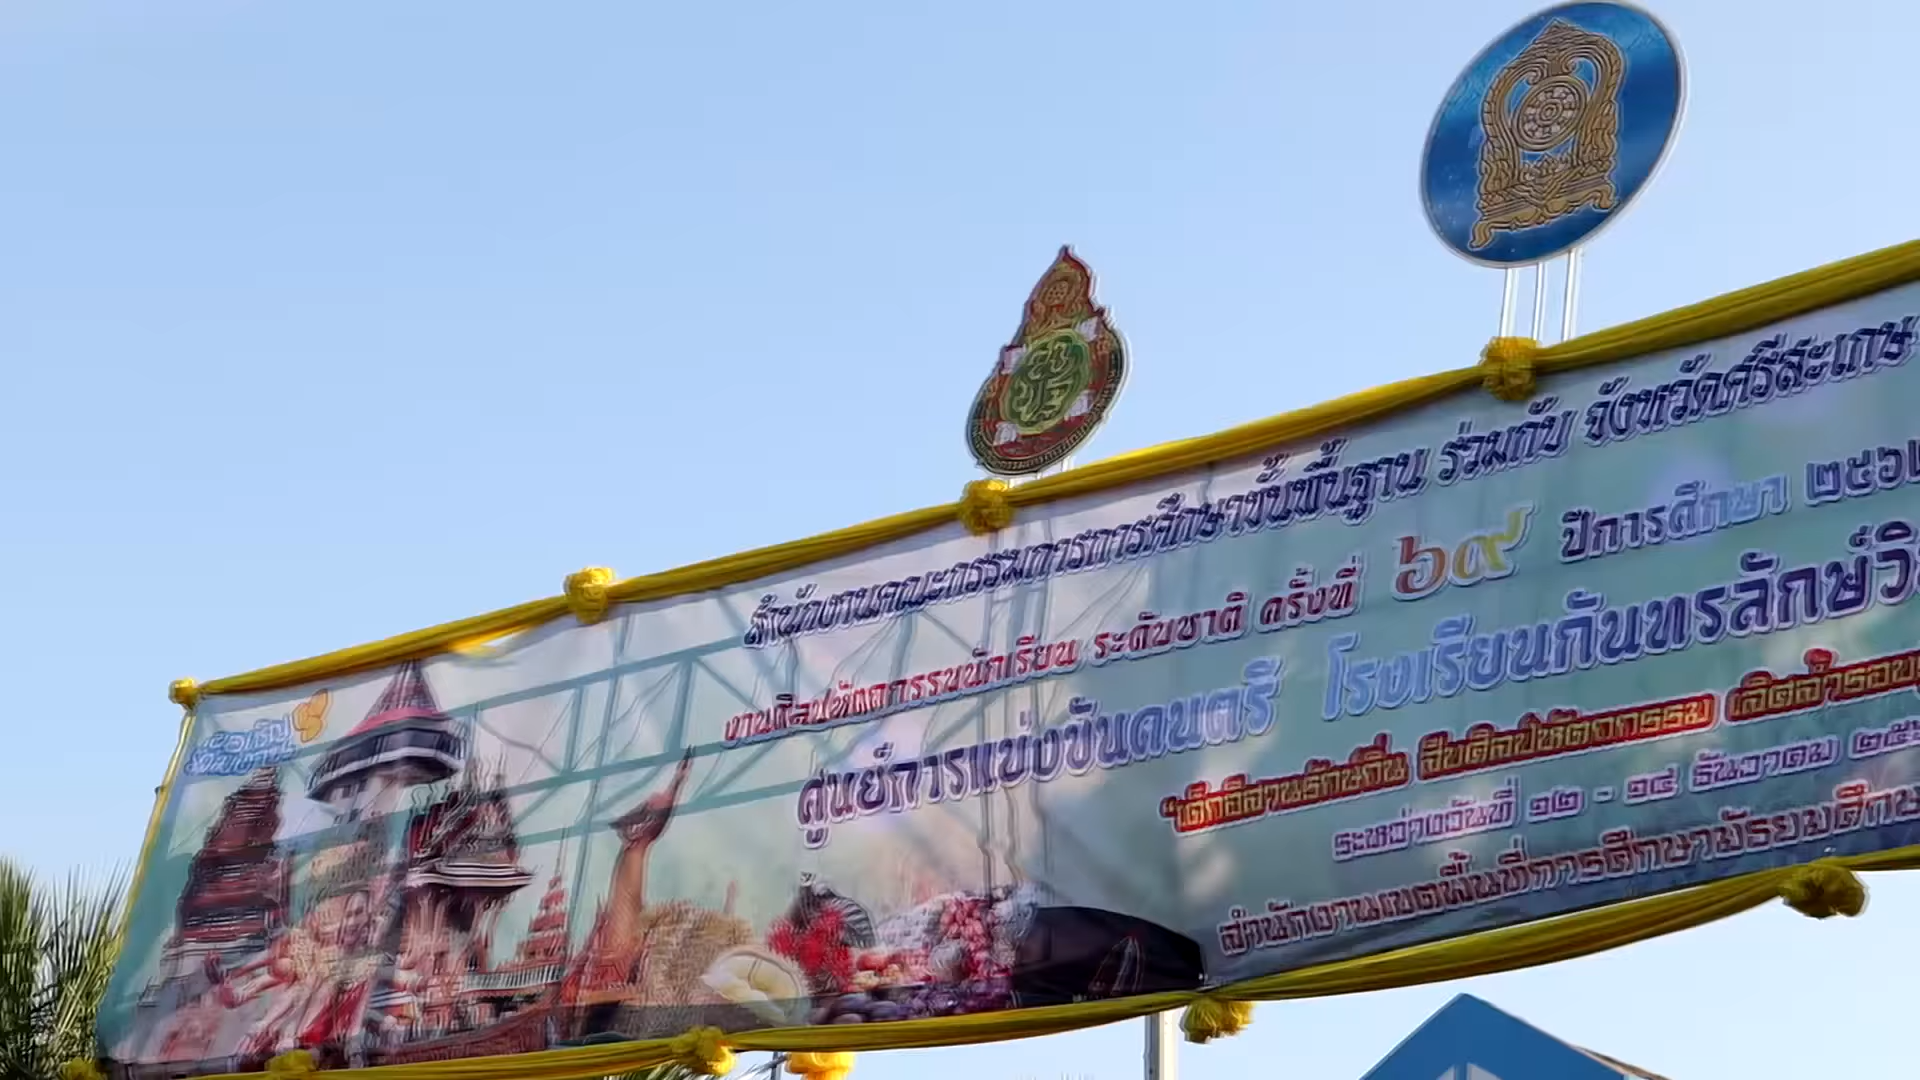 สำนักงานคณะกรรมการการศึกษาขั้นพื้นฐาน ร่วมกับ จังหวัดศรีสะเกษ
งานศิลปหัตถกรรมนักเรียน ระดับชาติ ครั้งที่ ๖๙ ปีการศึกษา
ศูนย์การแข่งขันดนตรี โรงเรียนกันทรลักษ์
"เด็กอีสานรักษ์ถิ่น สืบศิลป์หัตถกรรม เลิศล้ำ
ระหว่างวันที่ ๑๒ - ๑๔ ธันวาคม
สำนักงานเขตพื้นที่การศึกษามัธยมศึกษา